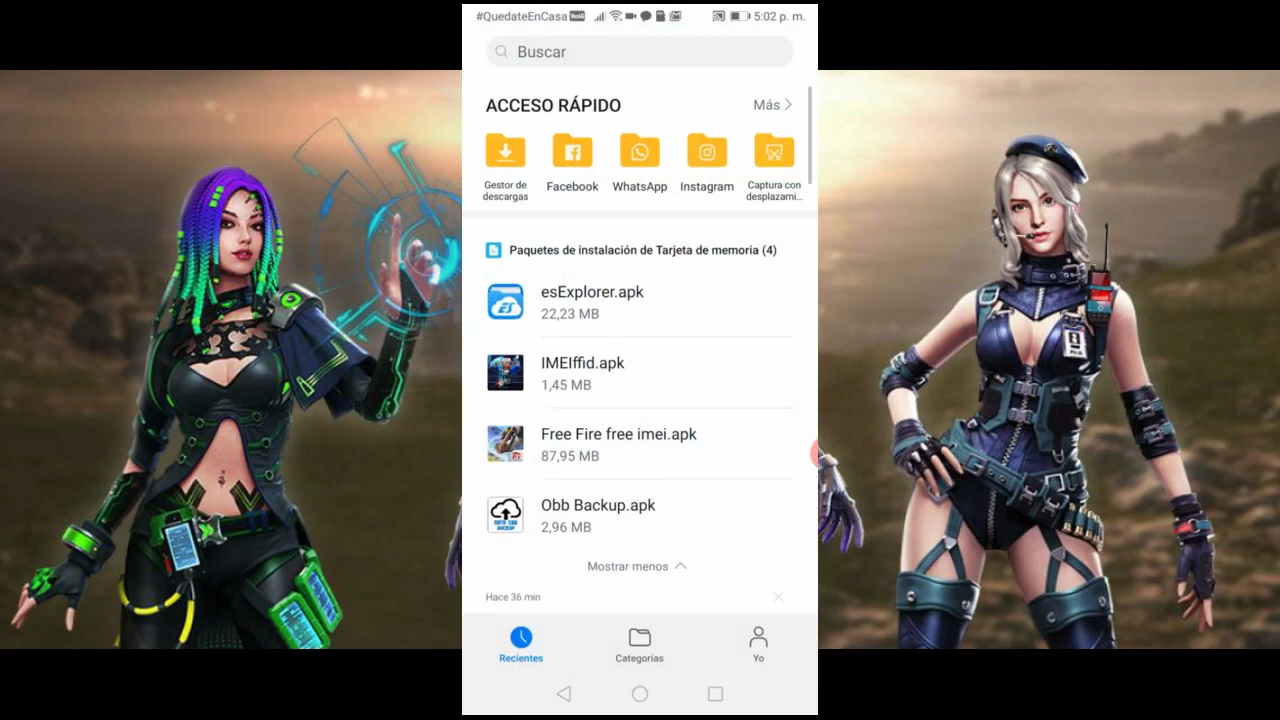 #QuedateEnCasa
5:02 p. m.
Buscar
ACCESO RÁPIDO
Más
Gestor de
descargas
Facebook
WhatsApp
Instagram
Captura con
desplazami...
Paquetes de instalación de Tarjeta de memoria (4)
esExplorer.apk
22,23 MB
IMEIffid.apk
1,45 MB
Free Fire free imei.apk
87,95 MB
Obb Backup.apk
2,96 MB
Mostrar menos
Hace 36 min
Recientes
Categorías
Yo